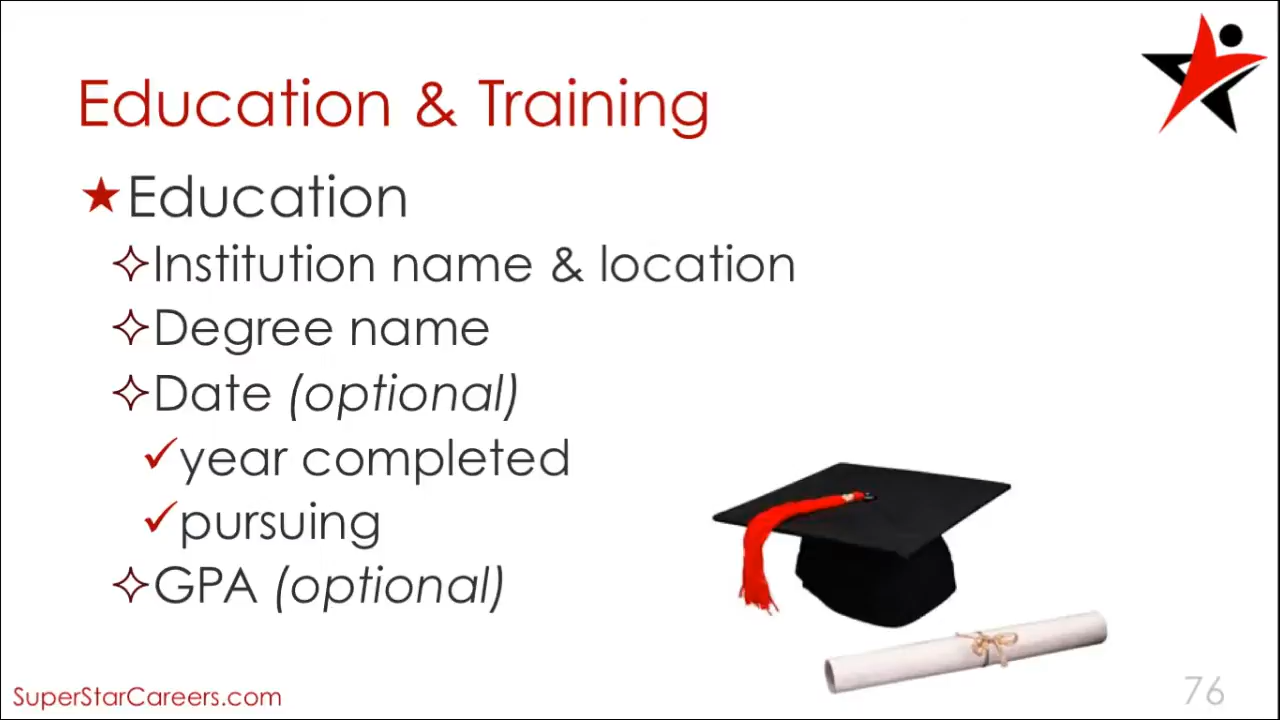 Education & Training
Education
Institution name & location
Degree name
Date (optional)
year completed
pursuing
GPA (optional)
SuperStarCareers.com
76